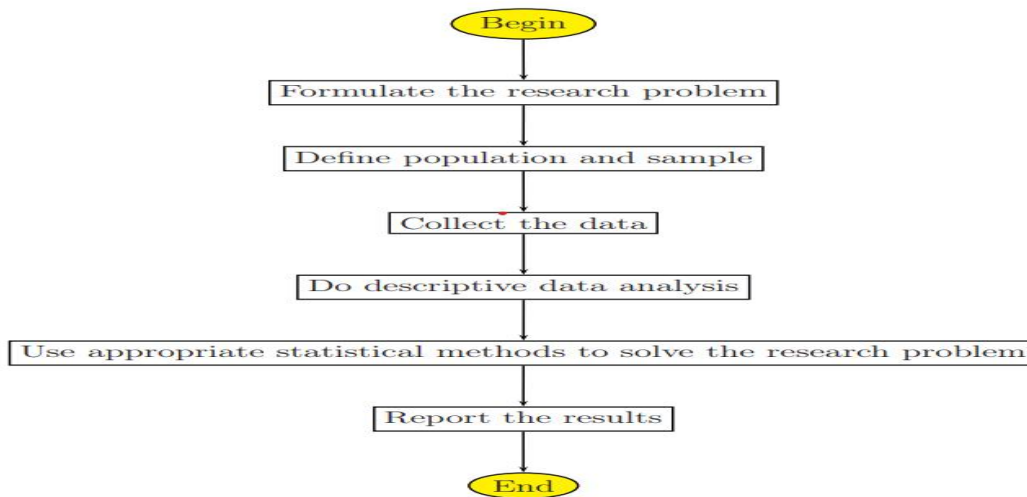 Begin
Formulate the research problem
Define population and sample
Collect the data
Do descriptive data analysis
Use appropriate statistical methods to solve the research problem
Report the results
End